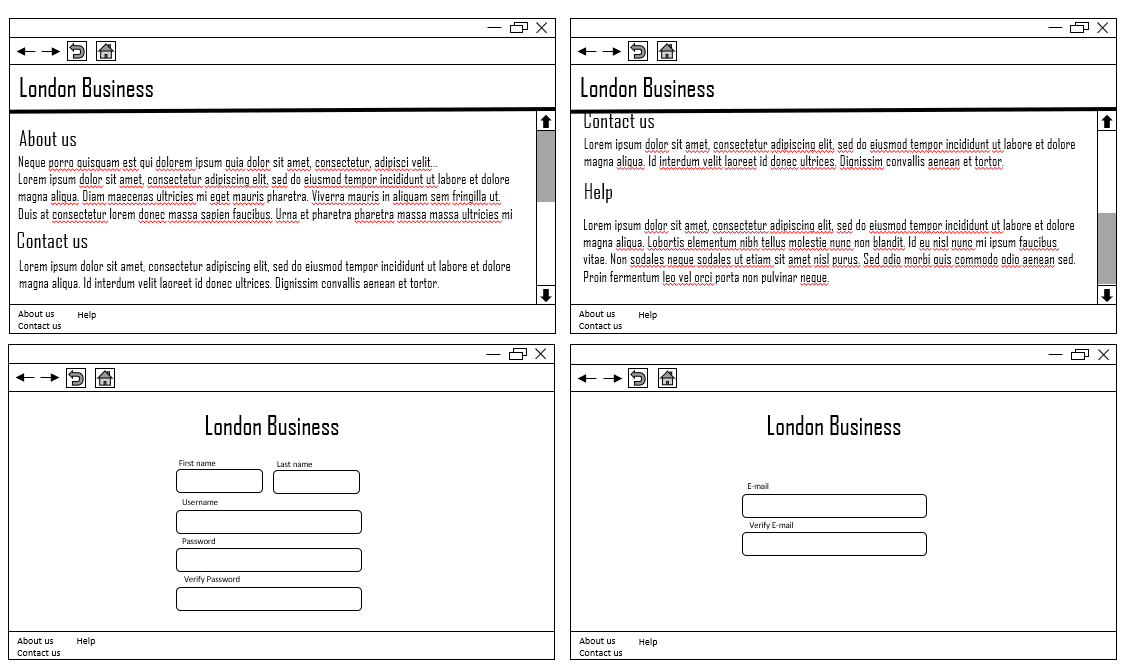 London Business
About us
Neque porro quisquam est qui dolorem ipsum quia dolor sit amet, consectetur, adipisci velit...
Lorem ipsum dolor sit amet, consectetur adipiscing elit, sed do eiusmod tempor incididunt ut labore et dolore
magna aliqua. Diam maecenas ultricies mi eget mauris pharetra. Viverra mauris in aliquam sem fringilla ut.
Duis at consectetur lorem donec massa sapien faucibus. Urna et pharetra pharetra massa massa ultricies mi
Contact us
Lorem ipsum dolor sit amet, consectetur adipiscing elit, sed do eiusmod tempor incididunt ut labore et dolore
magna aliqua. Id interdum velit laoreet id donec ultrices. Dignissim convallis aenean et tortor.
About us Help
Contact us
London Business
Contact us
Lorem ipsum dolor sit amet, consectetur adipiscing elit, sed do eiusmod tempor incididunt ut labore et dolore
magna aliqua. Id interdum velit laoreet id donec ultrices. Dignissim convallis aenean et tortor.
Help
Lorem ipsum dolor sit amet, consectetur adipiscing elit, sed do eiusmod tempor incididunt ut labore et dolore
magna aliqua. Lobortis elementum nibh tellus molestie nunc non blandit. Id eu nisl nunc mi ipsum faucibus
vitae. Non sodales neque sodales ut etiam sit amet nisl purus. Sed odio morbi quis commodo odio aenean sed.
Proin fermentum leo vel orci porta non pulvinar neque.
About us Help
Contact us
London Business
First name Last name
Username
Password
Verify Password
About us Help
Contact us
London Business
E-mail
Verify E-mail
About us Help
Contact us